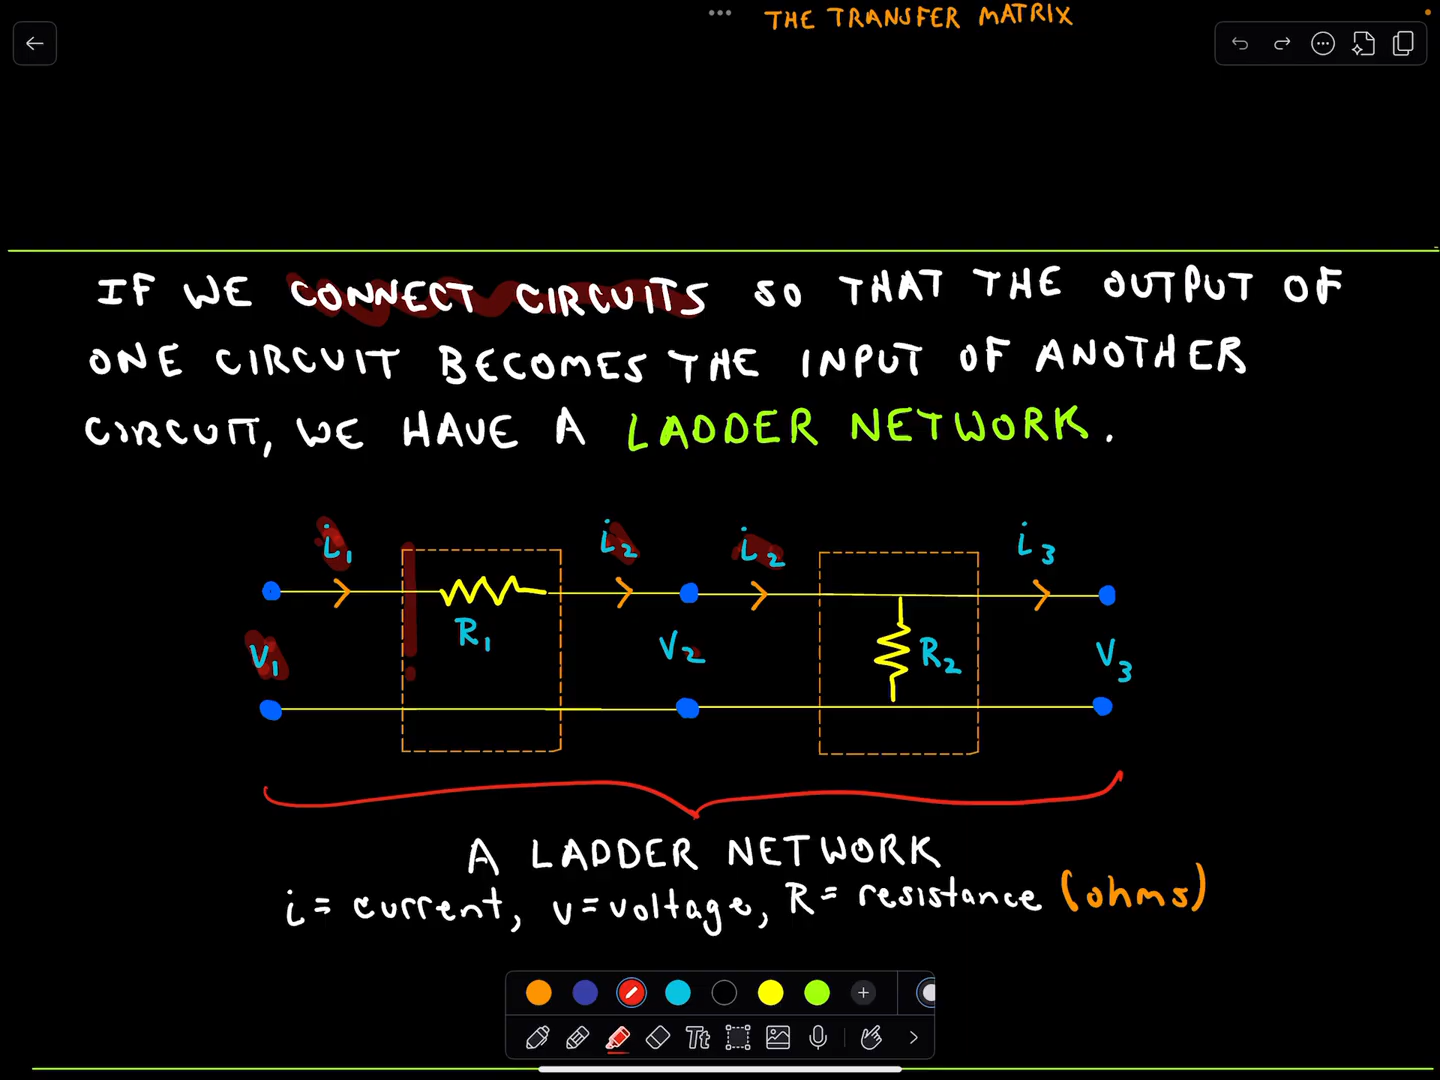 THE TRANSFER MATRIX
IF WE CONNECT CIRCUITS SO THAT THE OUTPUT OF
ONE CIRCUIT BECOMES THE INPUT OF ANOTHER
CIRCUIT, WE HAVE A LADDER NETWORK.
i₁ i₂ i₂ i₃
R₁
V₁ V₂ R₂ V₃
A LADDER NETWORK
i = current, v = voltage, R = resistance (ohms)
Tt